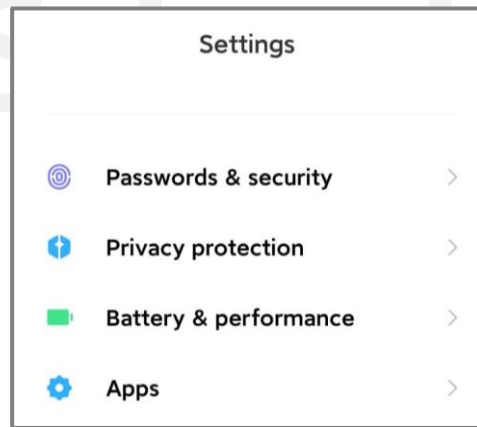 Settings
Passwords & security
Privacy protection
Battery & performance
Apps